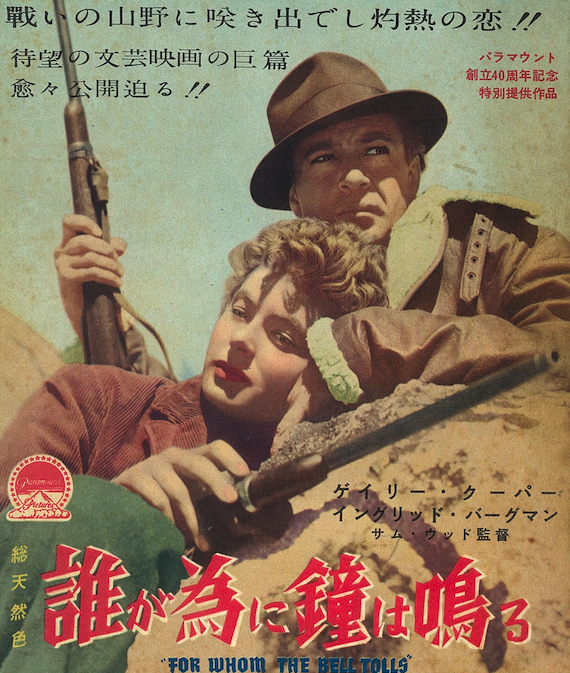 戰いの山野に咲き出でし灼熱の恋!!
待望の文芸映画の巨篇
愈々公開迫る!!
パラマウント
創立40周年記念
特別提供作品
Paramount
Pictures
ゲイリー・クーパー
イングリッド・バーグマン
サム・ウッド監督
総天然色
誰が為に鐘は鳴る
"FOR WHOM THE BELL TOLLS"